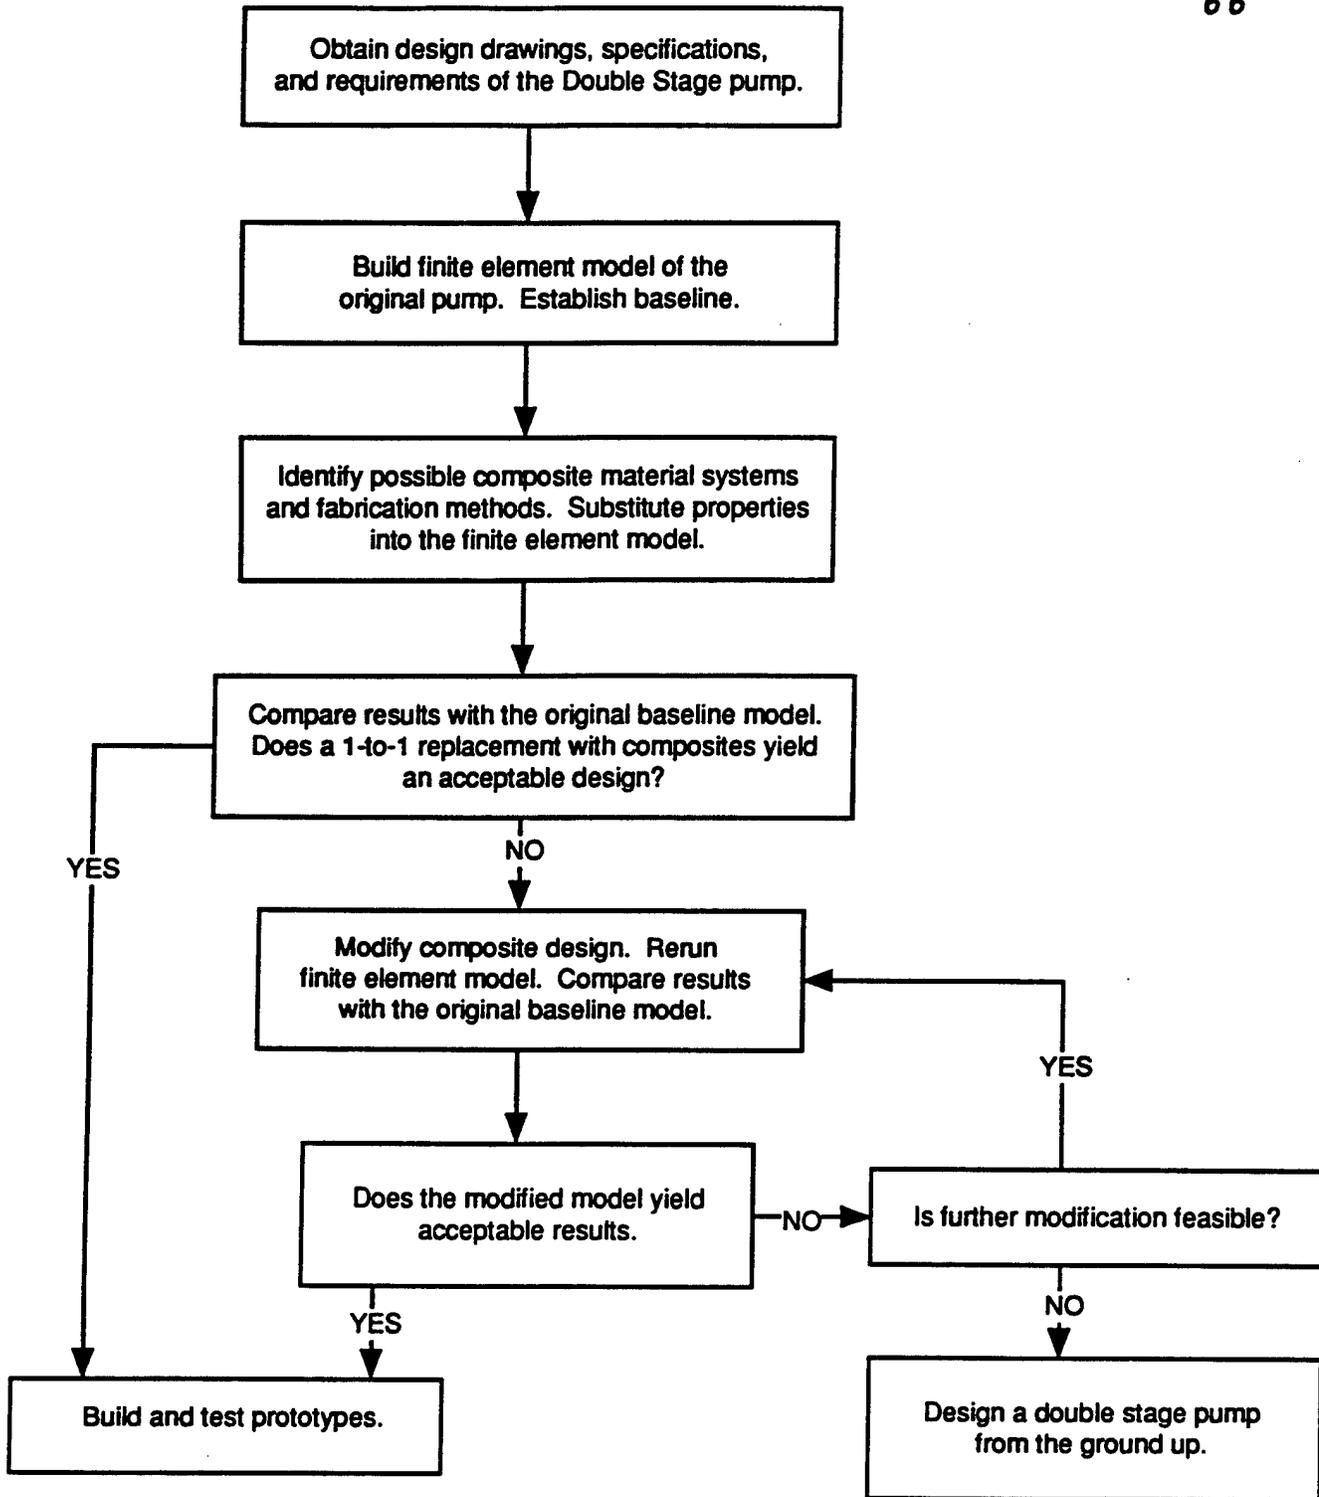 Obtain design drawings, specifications,
and requirements of the Double Stage pump.
Build finite element model of the
original pump.  Establish baseline.
Identify possible composite material systems
and fabrication methods.  Substitute properties
into the finite element model.
Compare results with the original baseline model.
Does a 1-to-1 replacement with composites yield
an acceptable design?
YES
NO
Modify composite design.  Rerun
finite element model.  Compare results
with the original baseline model.
YES
Does the modified model yield
acceptable results.
NO
Is further modification feasible?
YES
NO
Build and test prototypes.
Design a double stage pump
from the ground up.